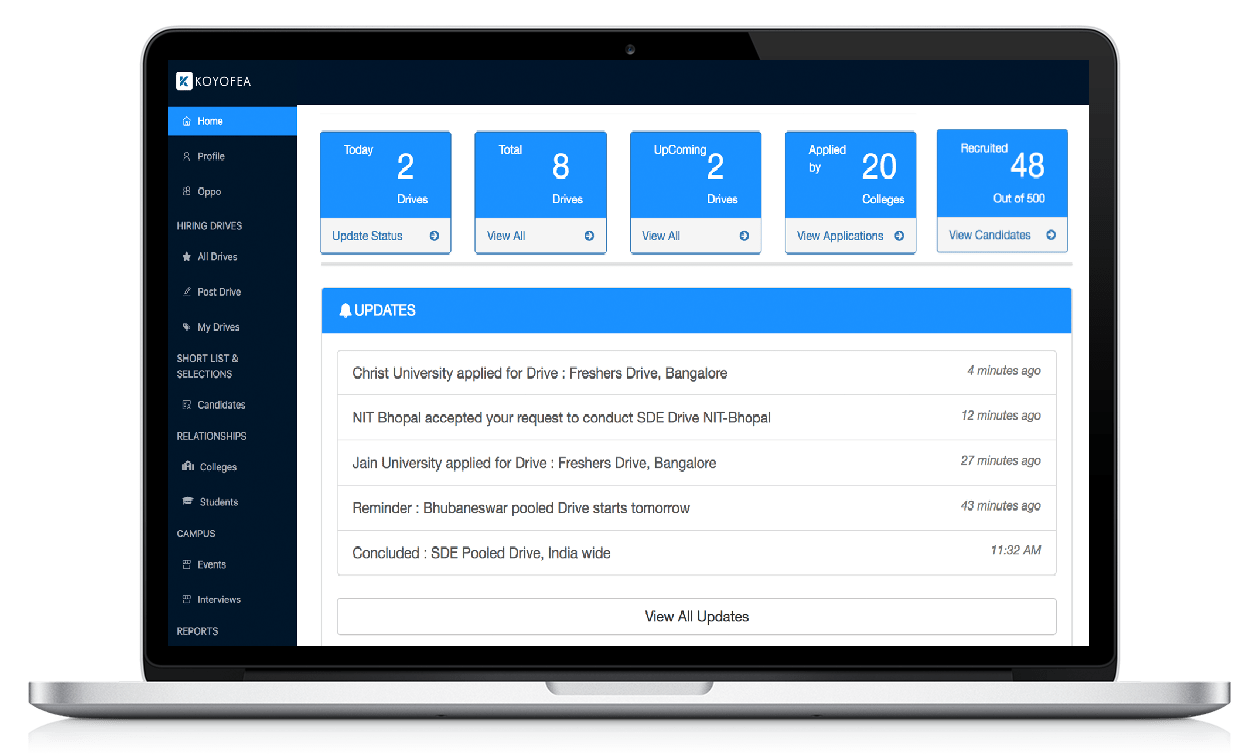 KOYOFEA
Home
Profile
Oppo
HIRING DRIVES
All Drives
Post Drive
My Drives
SHORT LIST &
SELECTIONS
Candidates
RELATIONSHIPS
Colleges
Students
CAMPUS
Events
Interviews
REPORTS
Today
2
Drives
Update Status
Total
8
Drives
View All
UpComing
2
Drives
View All
Applied
by
20
Colleges
View Applications
Recruited
48
Out of 500
View Candidates
UPDATES
Christ University applied for Drive : Freshers Drive, Bangalore 4 minutes ago
NIT Bhopal accepted your request to conduct SDE Drive NIT-Bhopal 12 minutes ago
Jain University applied for Drive : Freshers Drive, Bangalore 27 minutes ago
Reminder : Bhubaneswar pooled Drive starts tomorrow 43 minutes ago
Concluded : SDE Pooled Drive, India wide 11:32 AM
View All Updates